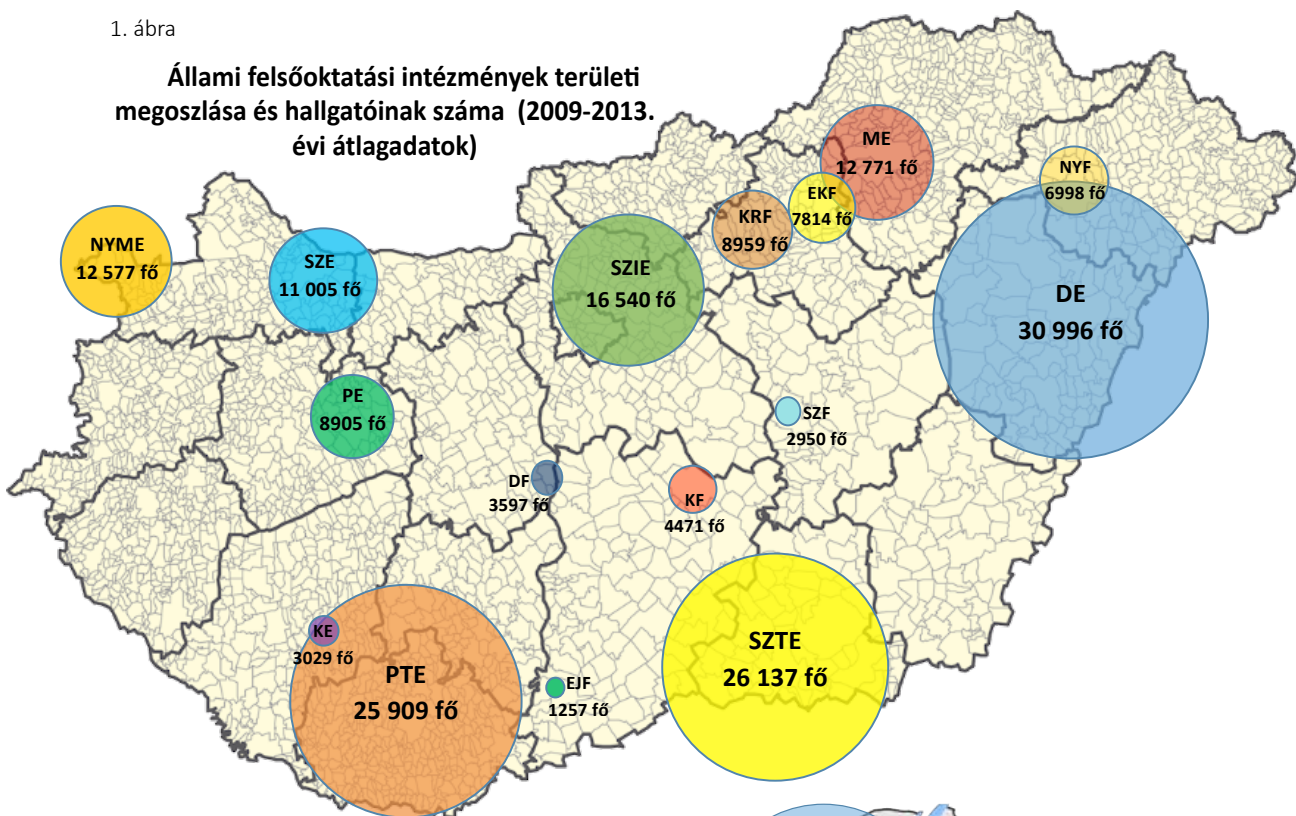 1. ábra
Állami felsőoktatási intézmények területi
megoszlása és hallgatóinak száma (2009-2013.
évi átlagadatok)
ME
12 771 fő
NYF
6998 fő
EKF
7814 fő
KRF
8959 fő
NYME
12 577 fő
SZE
11 005 fő
SZIE
16 540 fő
DE
30 996 fő
PE
8905 fő
SZF
2950 fő
DF
3597 fő
KF
4471 fő
KE
3029 fő
PTE
25 909 fő
EJF
1257 fő
SZTE
26 137 fő